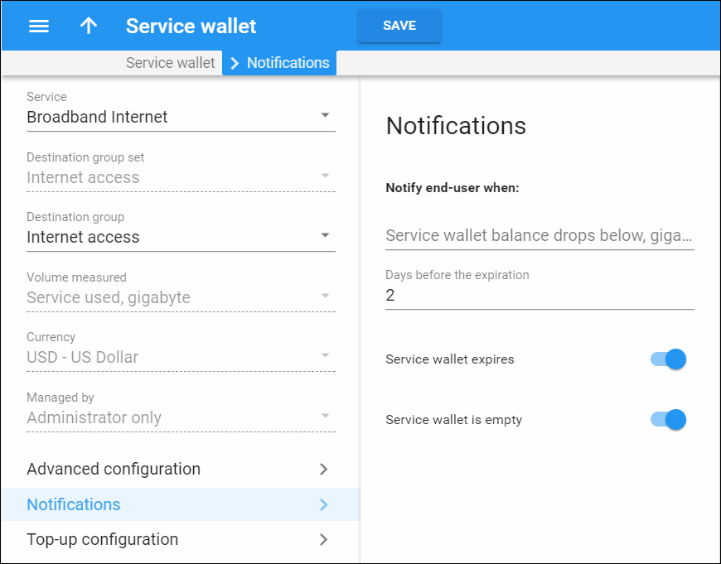 Service wallet
SAVE
Service wallet
Notifications
Service
Broadband Internet
Destination group set
Internet access
Destination group
Internet access
Volume measured
Service used, gigabyte
Currency
USD - US Dollar
Managed by
Administrator only
Advanced configuration
Notifications
Top-up configuration
Notifications
Notify end-user when:
Service wallet balance drops below, giga...
Days before the expiration
2
Service wallet expires
Service wallet is empty